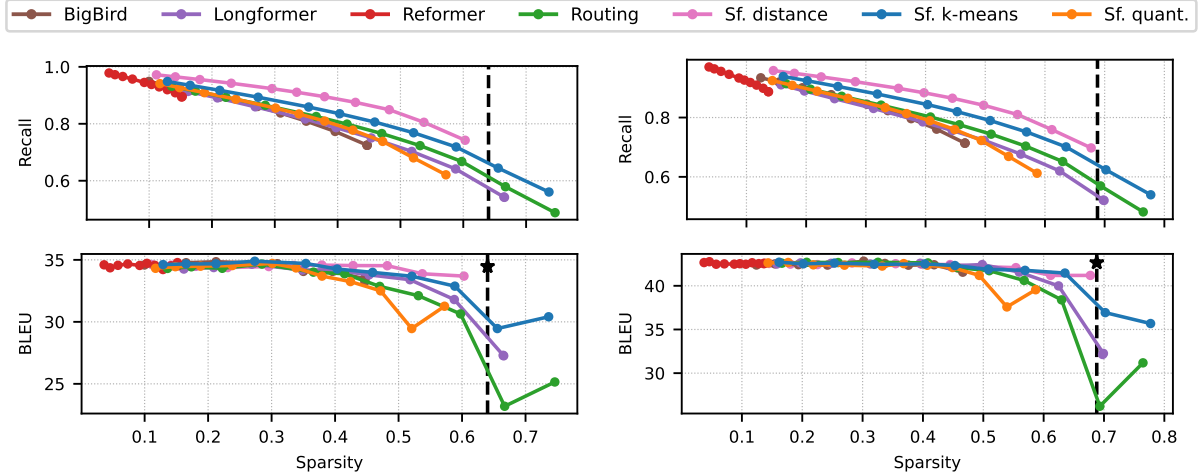 BigBird Longformer Reformer Routing Sf. distance Sf. k-means Sf. quant.
1.0
0.8
0.6
Recall
0.8
0.6
Recall
35
30
25
BLEU
0.1 0.2 0.3 0.4 0.5 0.6 0.7
Sparsity
40
35
30
BLEU
0.1 0.2 0.3 0.4 0.5 0.6 0.7 0.8
Sparsity